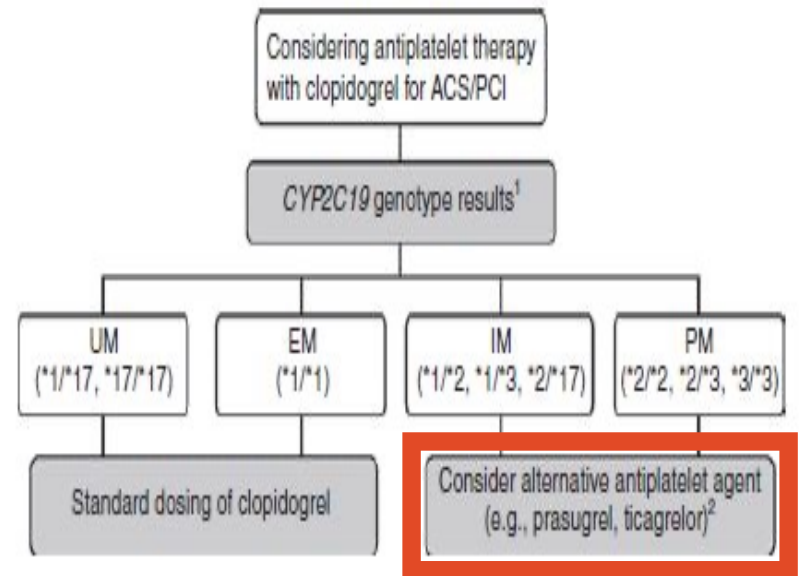 Considering antiplatelet therapy
with clopidogrel for ACS/PCI
CYP2C19 genotype results¹
UM
(*1/*17, *17/*17)
EM
(*1/*1)
IM
(*1/*2, *1/*3, *2/*17)
PM
(*2/*2, *2/*3, *3/*3)
Standard dosing of clopidogrel
Consider alternative antiplatelet agent
(e.g., prasugrel, ticagrelor)²